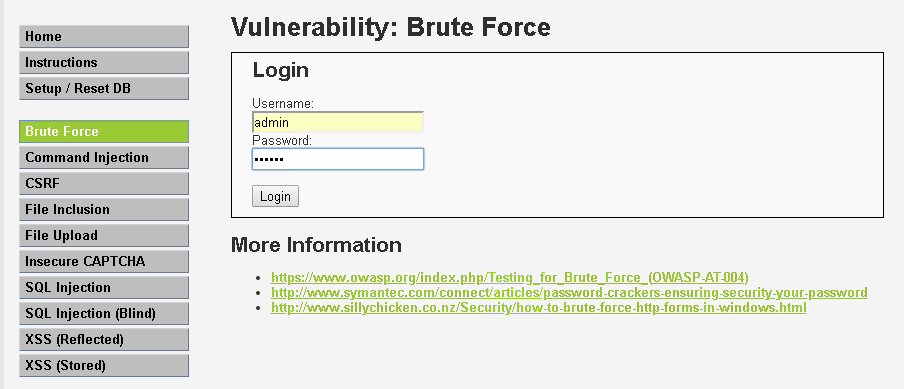 Home
Instructions
Setup / Reset DB
Brute Force
Command Injection
CSRF
File Inclusion
File Upload
Insecure CAPTCHA
SQL Injection
SQL Injection (Blind)
XSS (Reflected)
XSS (Stored)
Vulnerability: Brute Force
Login
Username:
admin
Password:
••••••
Login
More Information
• https://www.owasp.org/index.php/Testing_for_Brute_Force_(OWASP-AT-004)
• http://www.symantec.com/connect/articles/password-crackers-ensuring-security-your-password
• http://www.sillychicken.co.nz/Security/how-to-brute-force-http-forms-in-windows.html